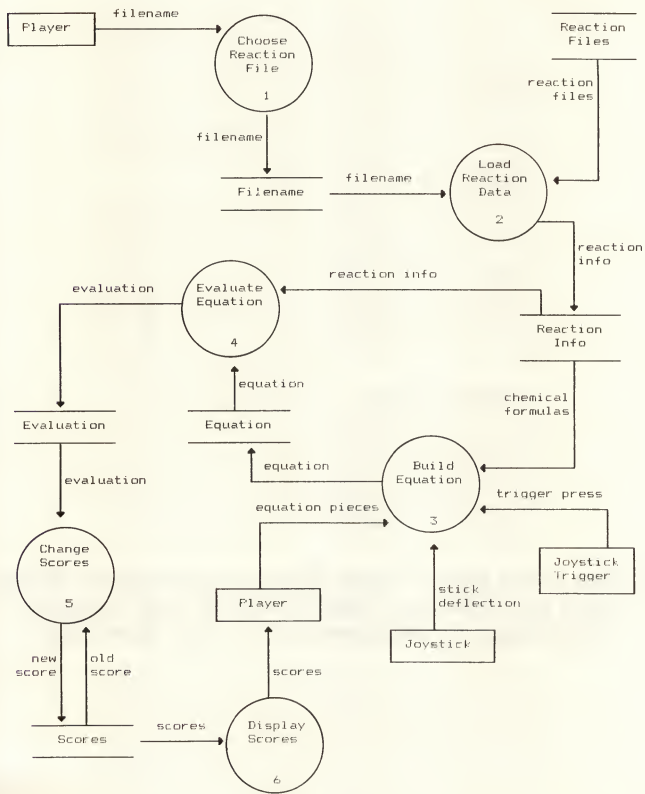 filename
Player
Choose
Reaction
File
1
Reaction
Files
reaction
files
filename
Filename
filename
Load
Reaction
Data
2
reaction
info
reaction info
evaluation
Evaluate
Equation
4
Reaction
Info
equation
chemical
formulas
Evaluation
Equation
evaluation
equation
Build
Equation
3
equation pieces
trigger press
Change
Scores
5
Joystick
Trigger
Player
stick
deflection
new
score
old
score
scores
Joystick
Scores
scores
Display
Scores
6